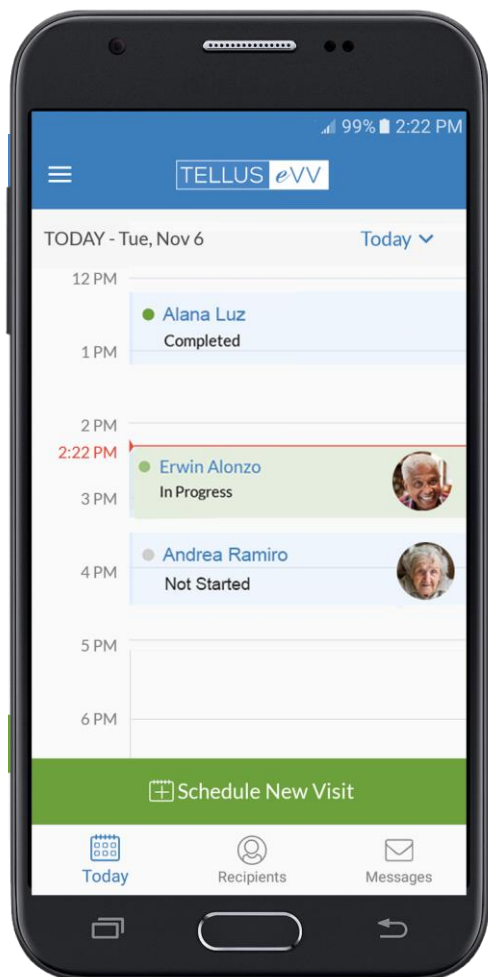 99% 2:22 PM
TELLUS eVV
TODAY - Tue, Nov 6 Today
12 PM
Alana Luz
Completed
1 PM
2 PM
2:22 PM
Erwin Alonzo
In Progress
3 PM
Andrea Ramiro
4 PM
Not Started
5 PM
6 PM
Schedule New Visit
Today Recipients Messages